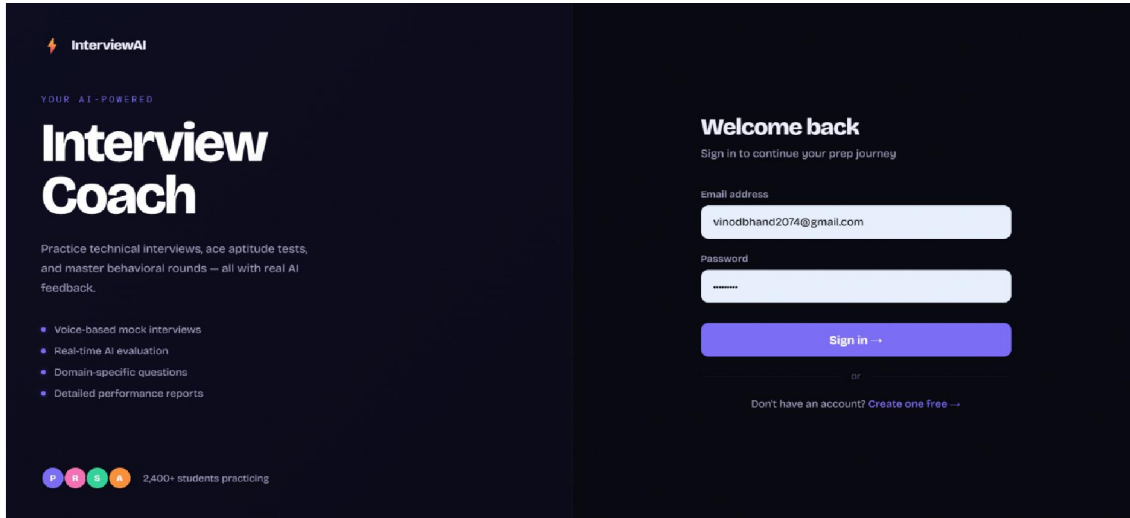 InterviewAI
YOUR AI-POWERED
Interview
Coach
Practice technical interviews, ace aptitude tests,
and master behavioral rounds — all with real AI
feedback.
Voice-based mock interviews
Real-time AI evaluation
Domain-specific questions
Detailed performance reports
P R S A 2,400+ students practicing
Welcome back
Sign in to continue your prep journey
Email address
vinodbhand2074@gmail.com
Password
•••••••••
Sign in →
or
Don't have an account? Create one free →